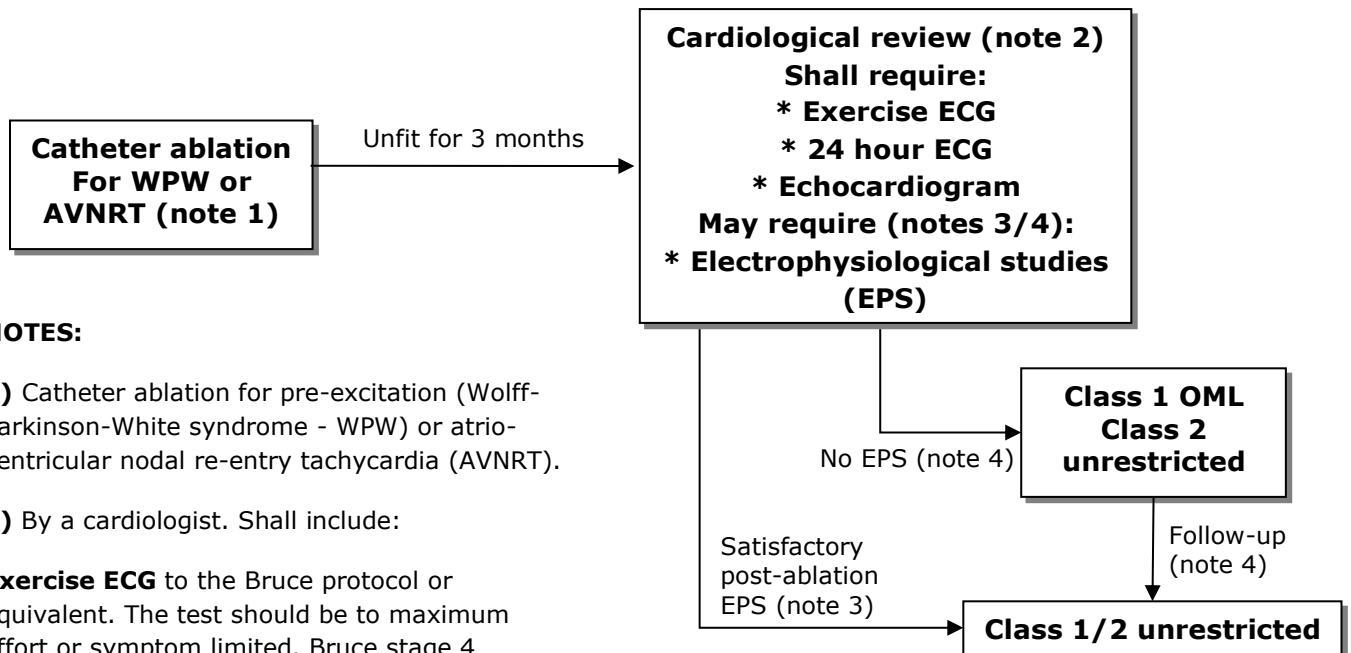 Cardiological review (note 2)
Shall require:
* Exercise ECG
* 24 hour ECG
* Echocardiogram
May require (notes 3/4):
* Electrophysiological studies
(EPS)
Catheter ablation
For WPW or
AVNRT (note 1)
Unfit for 3 months
OTES:
) Catheter ablation for pre-excitation (Wolff-
arkinson-White syndrome - WPW) or atrio-
entricular nodal re-entry tachycardia (AVNRT).
) By a cardiologist. Shall include:
xercise ECG to the Bruce protocol or
quivalent. The test should be to maximum
ffort or symptom limited. Bruce stage 4
No EPS (note 4)
Class 1 OML
Class 2
unrestricted
Satisfactory
post-ablation
EPS (note 3)
Follow-up
(note 4)
Class 1/2 unrestricted